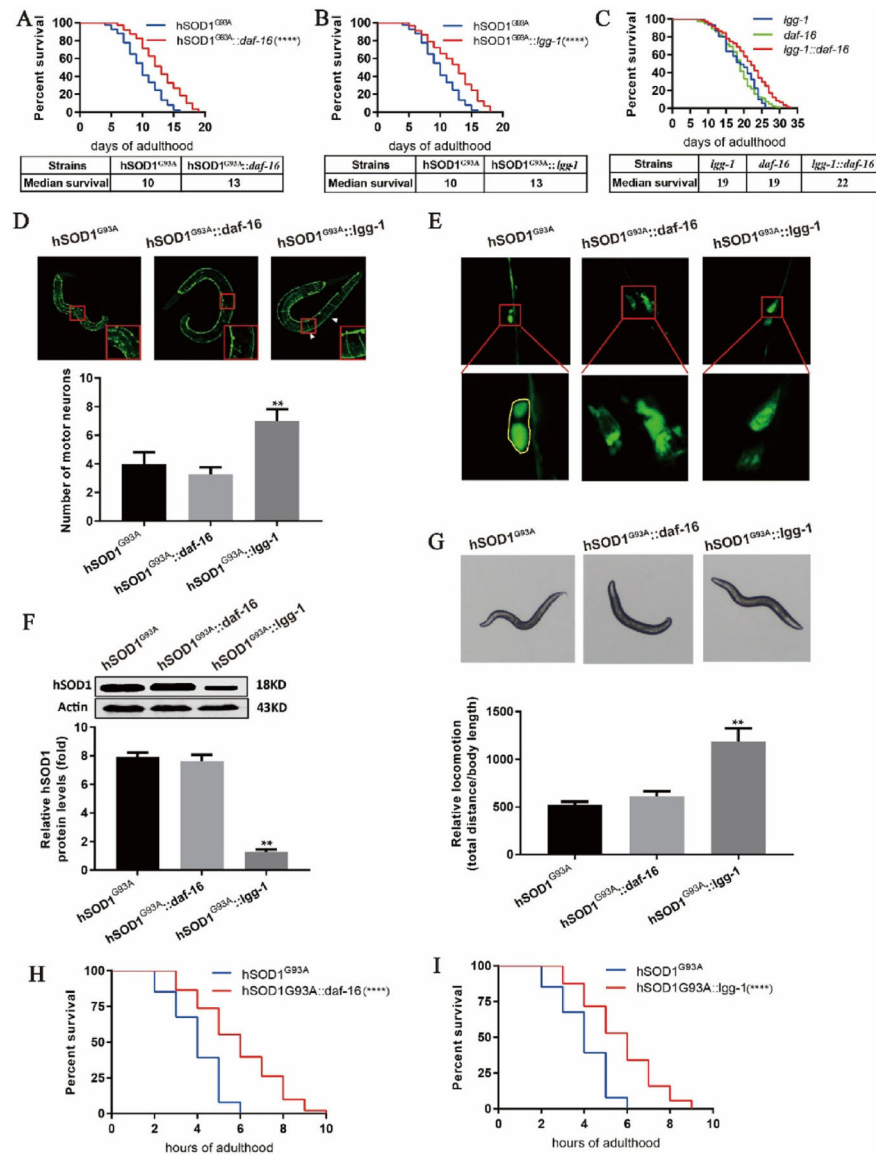 A
hSOD1G93A
hSOD1G93A::daf-16(****)
Percent survival
100
80
60
40
20
0
0 5 10 15 20
days of adulthood
Strains hSOD1G93A hSOD1G93A::daf-16
Median survival 10 13
B
hSOD1G93A
hSOD1G93A::lgg-1(****)
Percent survival
100
80
60
40
20
0
0 5 10 15 20
days of adulthood
Strains hSOD1G93A hSOD1G93A::lgg-1
Median survival 10 13
C
lgg-1
daf-16
lgg-1::daf-16
Percent survival
100
80
60
40
20
0
0 5 10 15 20 25 30 35
days of adulthood
Strains lgg-1 daf-16 lgg-1::daf-16
Median survival 19 19 22
D
hSOD1G93A
hSOD1G93A::daf-16
hSOD1G93A::lgg-1
Number of motor neurons
10
8
6
4
2
0
**
hSOD1G93A
hSOD1G93A::daf-16
hSOD1G93A::lgg-1
E
hSOD1G93A
hSOD1G93A::daf-16
hSOD1G93A::lgg-1
F
hSOD1G93A
hSOD1G93A::daf-16
hSOD1G93A::lgg-1
hSOD1 18KD
Actin 43KD
Relative hSOD1
protein levels (fold)
10
8
6
4
2
0
**
hSOD1G93A
hSOD1G93A::daf-16
hSOD1G93A::lgg-1
G
hSOD1G93A
hSOD1G93A::daf-16
hSOD1G93A::lgg-1
Relative locomotion
(total distance/body length)
1500
1000
500
0
**
hSOD1G93A
hSOD1G93A::daf-16
hSOD1G93A::lgg-1
H
hSOD1G93A
hSOD1G93A::daf-16(****)
Percent survival
100
75
50
25
0
0 2 4 6 8 10
hours of adulthood
I
hSOD1G93A
hSOD1G93A::lgg-1(****)
Percent survival
100
75
50
25
0
0 2 4 6 8 10
hours of adulthood